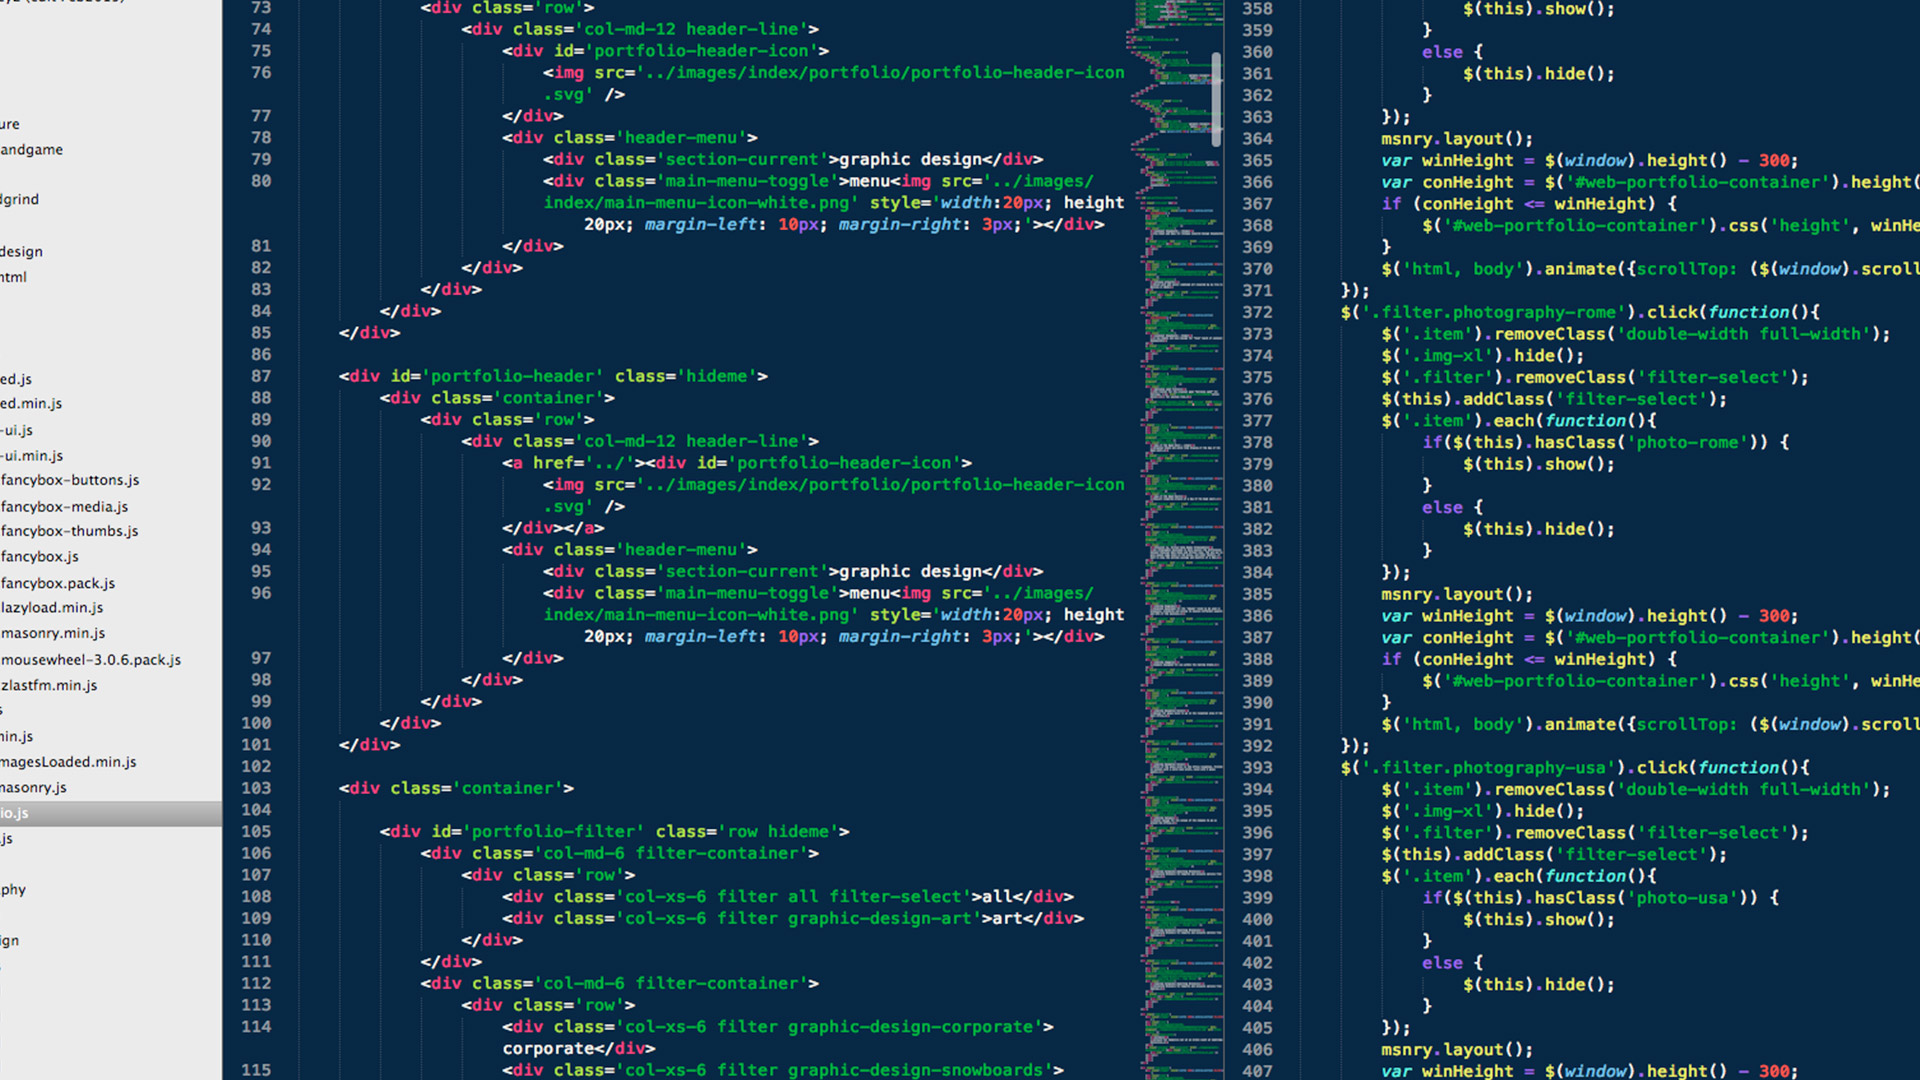 ure
andgame
dgrind
design
html
ed.js
ed.min.js
-ui.js
-ui.min.js
fancybox-buttons.js
fancybox-media.js
fancybox-thumbs.js
fancybox.js
fancybox.pack.js
lazyload.min.js
masonry.min.js
mousewheel-3.0.6.pack.js
zlastfm.min.js
s
min.js
magesLoaded.min.js
masonry.js
io.js
.js
phy
ign
73 <div class='row'>
74 <div class='col-md-12 header-line'>
75 <div id='portfolio-header-icon'>
76 <img src='../images/index/portfolio/portfolio-header-icon
.svg' />
77 </div>
78 <div class='header-menu'>
79 <div class='section-current'>graphic design</div>
80 <div class='main-menu-toggle'>menu<img src='../images/
index/main-menu-icon-white.png' style='width:20px; height
20px; margin-left: 10px; margin-right: 3px;'></div>
81 </div>
82 </div>
83 </div>
84 </div>
85 </div>
86
87 <div id='portfolio-header' class='hideme'>
88 <div class='container'>
89 <div class='row'>
90 <div class='col-md-12 header-line'>
91 <a href='../'><div id='portfolio-header-icon'>
92 <img src='../images/index/portfolio/portfolio-header-icon
.svg' />
93 </div></a>
94 <div class='header-menu'>
95 <div class='section-current'>graphic design</div>
96 <div class='main-menu-toggle'>menu<img src='../images/
index/main-menu-icon-white.png' style='width:20px; height
20px; margin-left: 10px; margin-right: 3px;'></div>
97 </div>
98 </div>
99 </div>
100 </div>
101 </div>
102
103 <div class='container'>
104
105 <div id='portfolio-filter' class='row hideme'>
106 <div class='col-md-6 filter-container'>
107 <div class='row'>
108 <div class='col-xs-6 filter all filter-select'>all</div>
109 <div class='col-xs-6 filter graphic-design-art'>art</div>
110 </div>
111 </div>
112 <div class='col-md-6 filter-container'>
113 <div class='row'>
114 <div class='col-xs-6 filter graphic-design-corporate'>
corporate</div>
115 <div class='col-xs-6 filter graphic-design-snowboards'>
358 $(this).show();
359 }
360 else {
361 $(this).hide();
362 }
363 });
364 msnry.layout();
365 var winHeight = $(window).height() - 300;
366 var conHeight = $('#web-portfolio-container').height(
367 if (conHeight <= winHeight) {
368 $('#web-portfolio-container').css('height', winHe
369 }
370 $('html, body').animate({scrollTop: ($(window).scroll
371 });
372 $('.filter.photography-rome').click(function(){
373 $('.item').removeClass('double-width full-width');
374 $('.img-xl').hide();
375 $('.filter').removeClass('filter-select');
376 $(this).addClass('filter-select');
377 $('.item').each(function(){
378 if($(this).hasClass('photo-rome')) {
379 $(this).show();
380 }
381 else {
382 $(this).hide();
383 }
384 });
385 msnry.layout();
386 var winHeight = $(window).height() - 300;
387 var conHeight = $('#web-portfolio-container').height(
388 if (conHeight <= winHeight) {
389 $('#web-portfolio-container').css('height', winHe
390 }
391 $('html, body').animate({scrollTop: ($(window).scroll
392 });
393 $('.filter.photography-usa').click(function(){
394 $('.item').removeClass('double-width full-width');
395 $('.img-xl').hide();
396 $('.filter').removeClass('filter-select');
397 $(this).addClass('filter-select');
398 $('.item').each(function(){
399 if($(this).hasClass('photo-usa')) {
400 $(this).show();
401 }
402 else {
403 $(this).hide();
404 }
405 });
406 msnry.layout();
407 var winHeight = $(window).height() - 300;